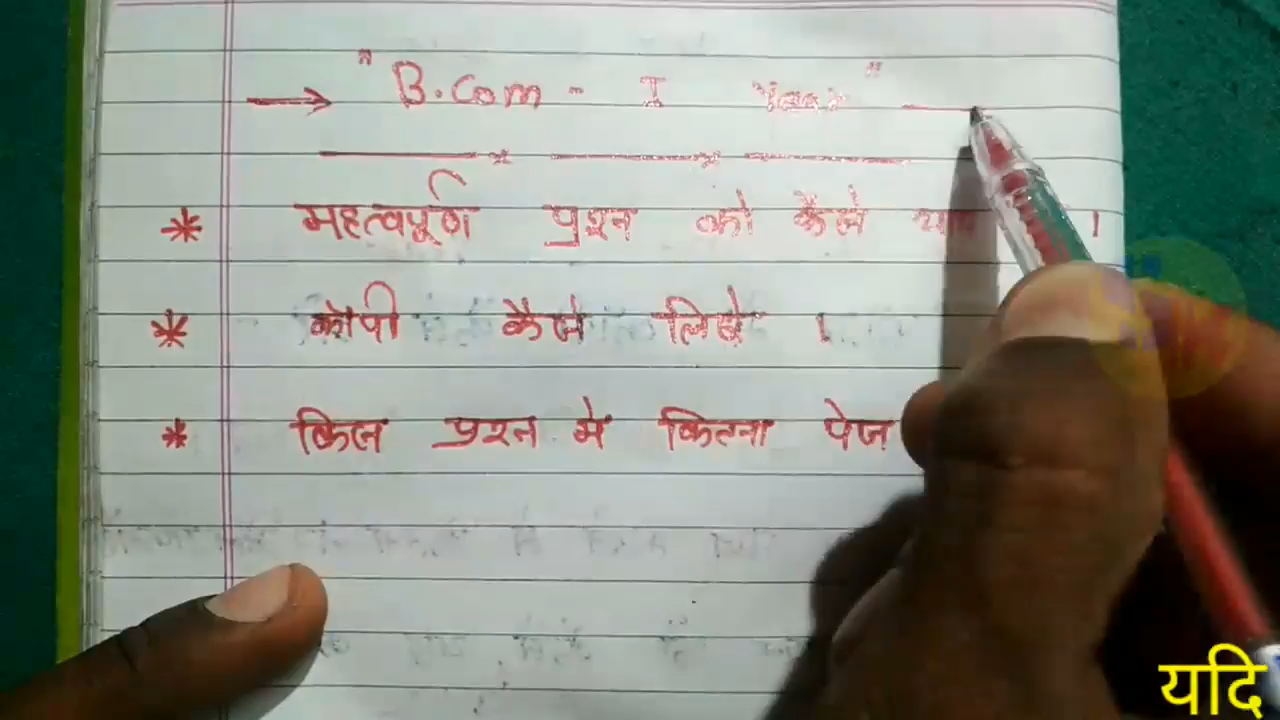 → "B.Com - I Year"
* महत्वपूर्ण प्रश्न को कैसे याद ।
* कॉपी कैसे लिखे ।
* किस प्रश्न में कितना पेज
यदि